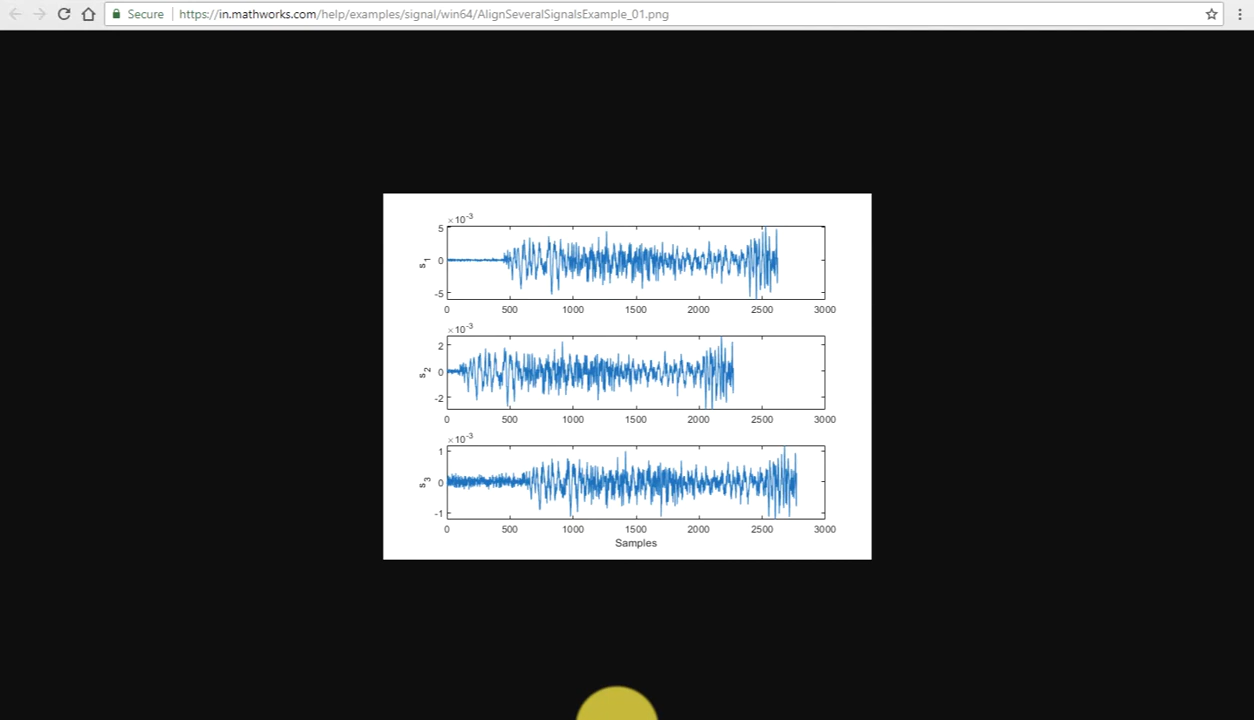 Secure https://in.mathworks.com/help/examples/signal/win64/AlignSeveralSignalsExample_01.png
×10-3
5
0
-5
s1
0 500 1000 1500 2000 2500 3000
×10-3
2
0
-2
s2
0 500 1000 1500 2000 2500 3000
×10-3
1
0
-1
s3
0 500 1000 1500 2000 2500 3000
Samples